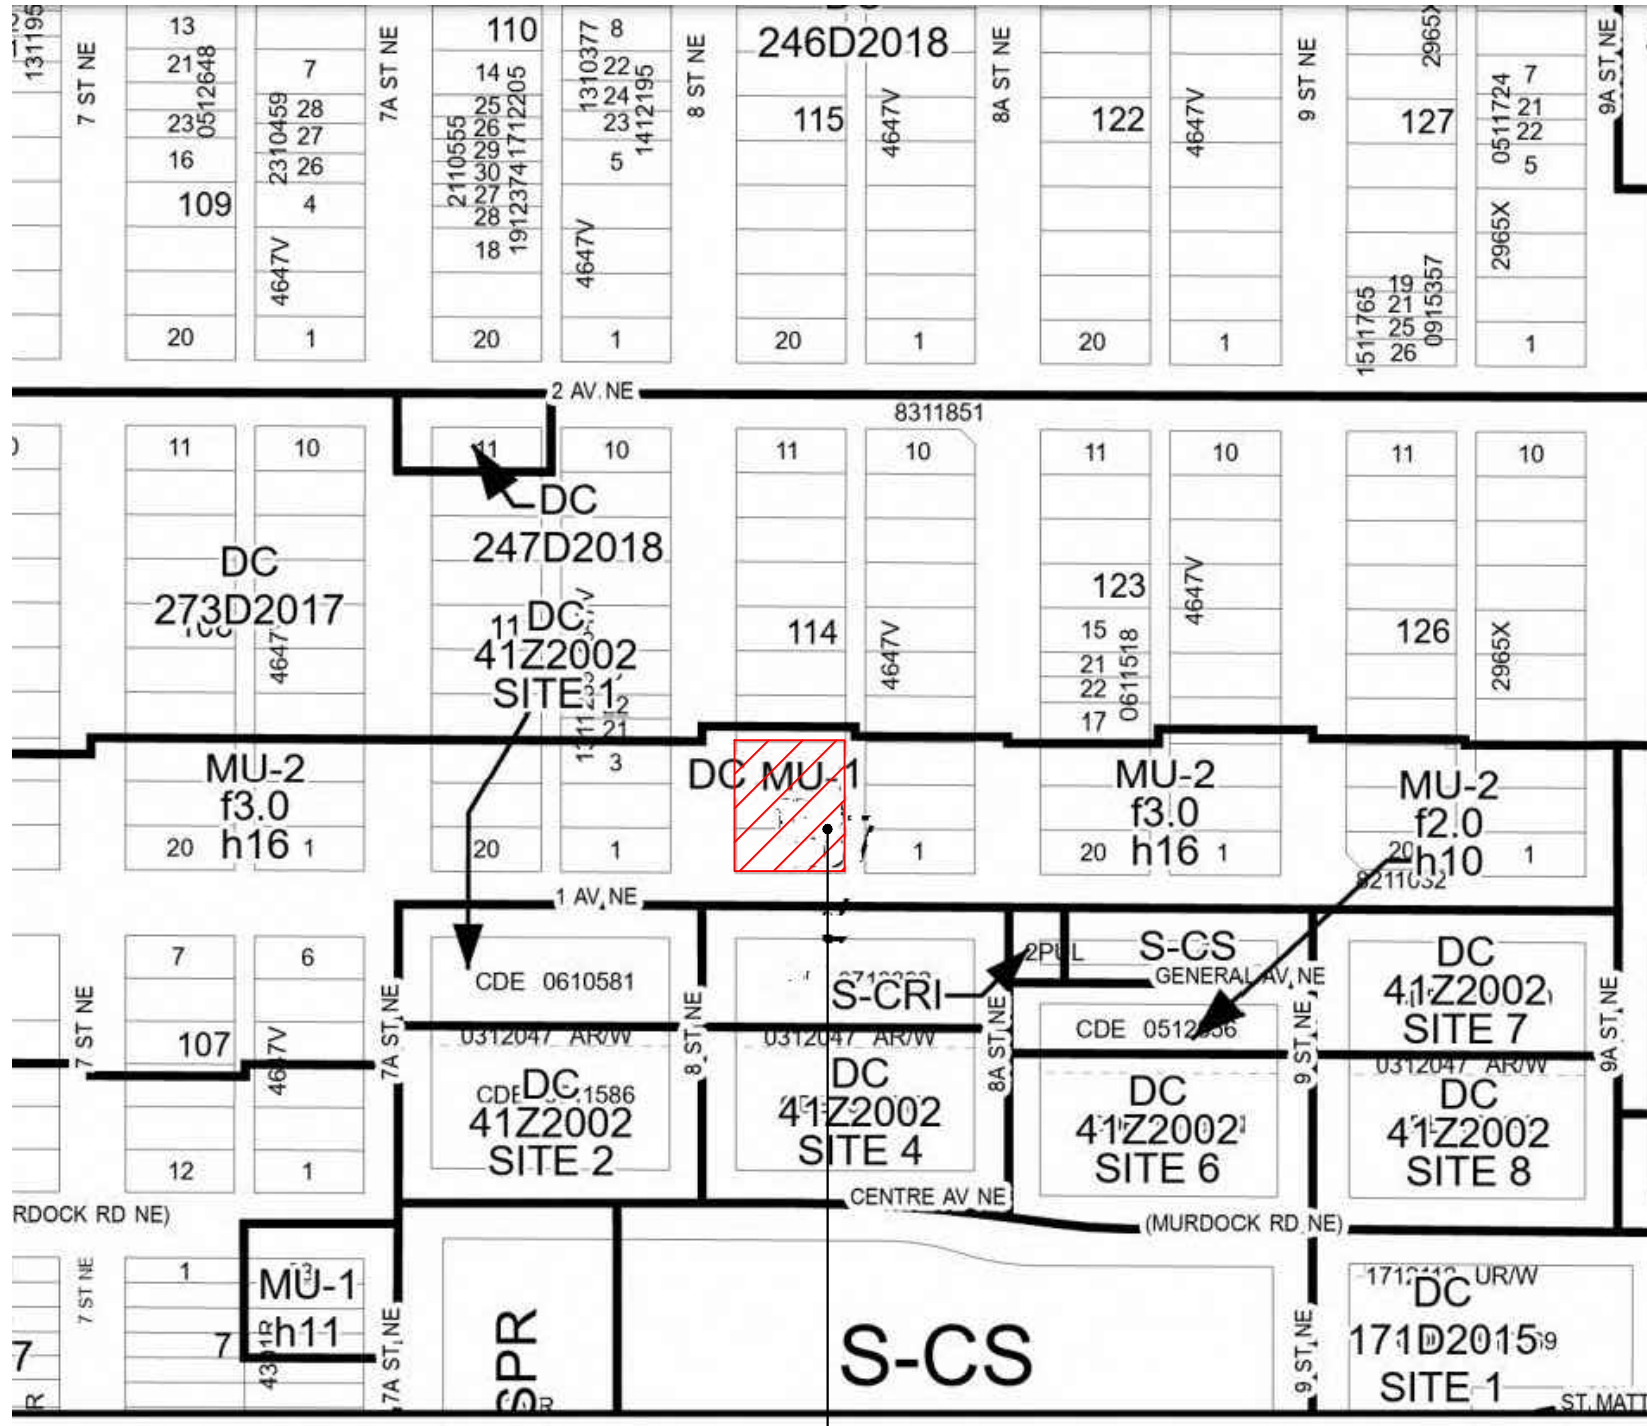 131195
7 ST NE
13
21
23
16
0512648
109
20
7
28
27
26
4
2310459
4647V
1
7A ST NE
110
14
25
26
29
30
27
28
18
2110555
1712205
1912374
20
8
22
24
23
5
1310377
1412195
4647V
1
8 ST NE
246D2018
115
4647V
20
1
8A ST NE
122
4647V
20
1
9 ST NE
2965X
127
19
21
25
26
1511765
0915357
7
21
22
5
0511724
2965X
1
9A ST NE
2 AV NE
8311851
11
10
11
10
11
10
11
10
11
10
DC
247D2018
DC
273D2017
DC
41Z2002
SITE 1
114
4647V
123
4647V
15
21
22
17
0611518
126
2965X
21
3
MU-2
f3.0
h16
20
1
20
1
DC MU-1
1
MU-2
f3.0
h16
20
1
MU-2
f2.0
h10
20
1
8211032
1 AV NE
7
6
CDE 0610581
S-CRI
2PUL
S-CS
GENERAL AV NE
DC
41Z2002
SITE 7
7 ST NE
107
7A ST NE
0312047 AR/W
8 ST NE
0312047 AR/W
8A ST NE
CDE
9 ST NE
0312047 AR/W
9A ST NE
DC
41Z2002
SITE 2
DC
41Z2002
SITE 4
DC
41Z2002
SITE 6
DC
41Z2002
SITE 8
12
1
RDOCK RD NE)
CENTRE AV NE
(MURDOCK RD NE)
7 ST NE
1
MU-1
h11
7
7
R
7A ST NE
SPR
S-CS
9 ST NE
UR/W
DC
171D2015
SITE 1
ST MATT